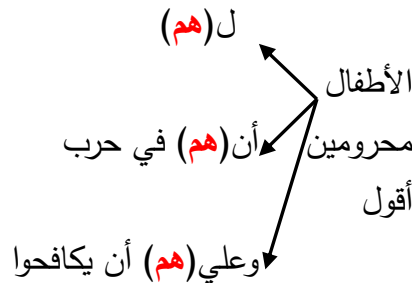 ل(هم)
الأطفال
محرومين أن(هم) في حرب
أقول
وعلي(هم) أن يكافحوا